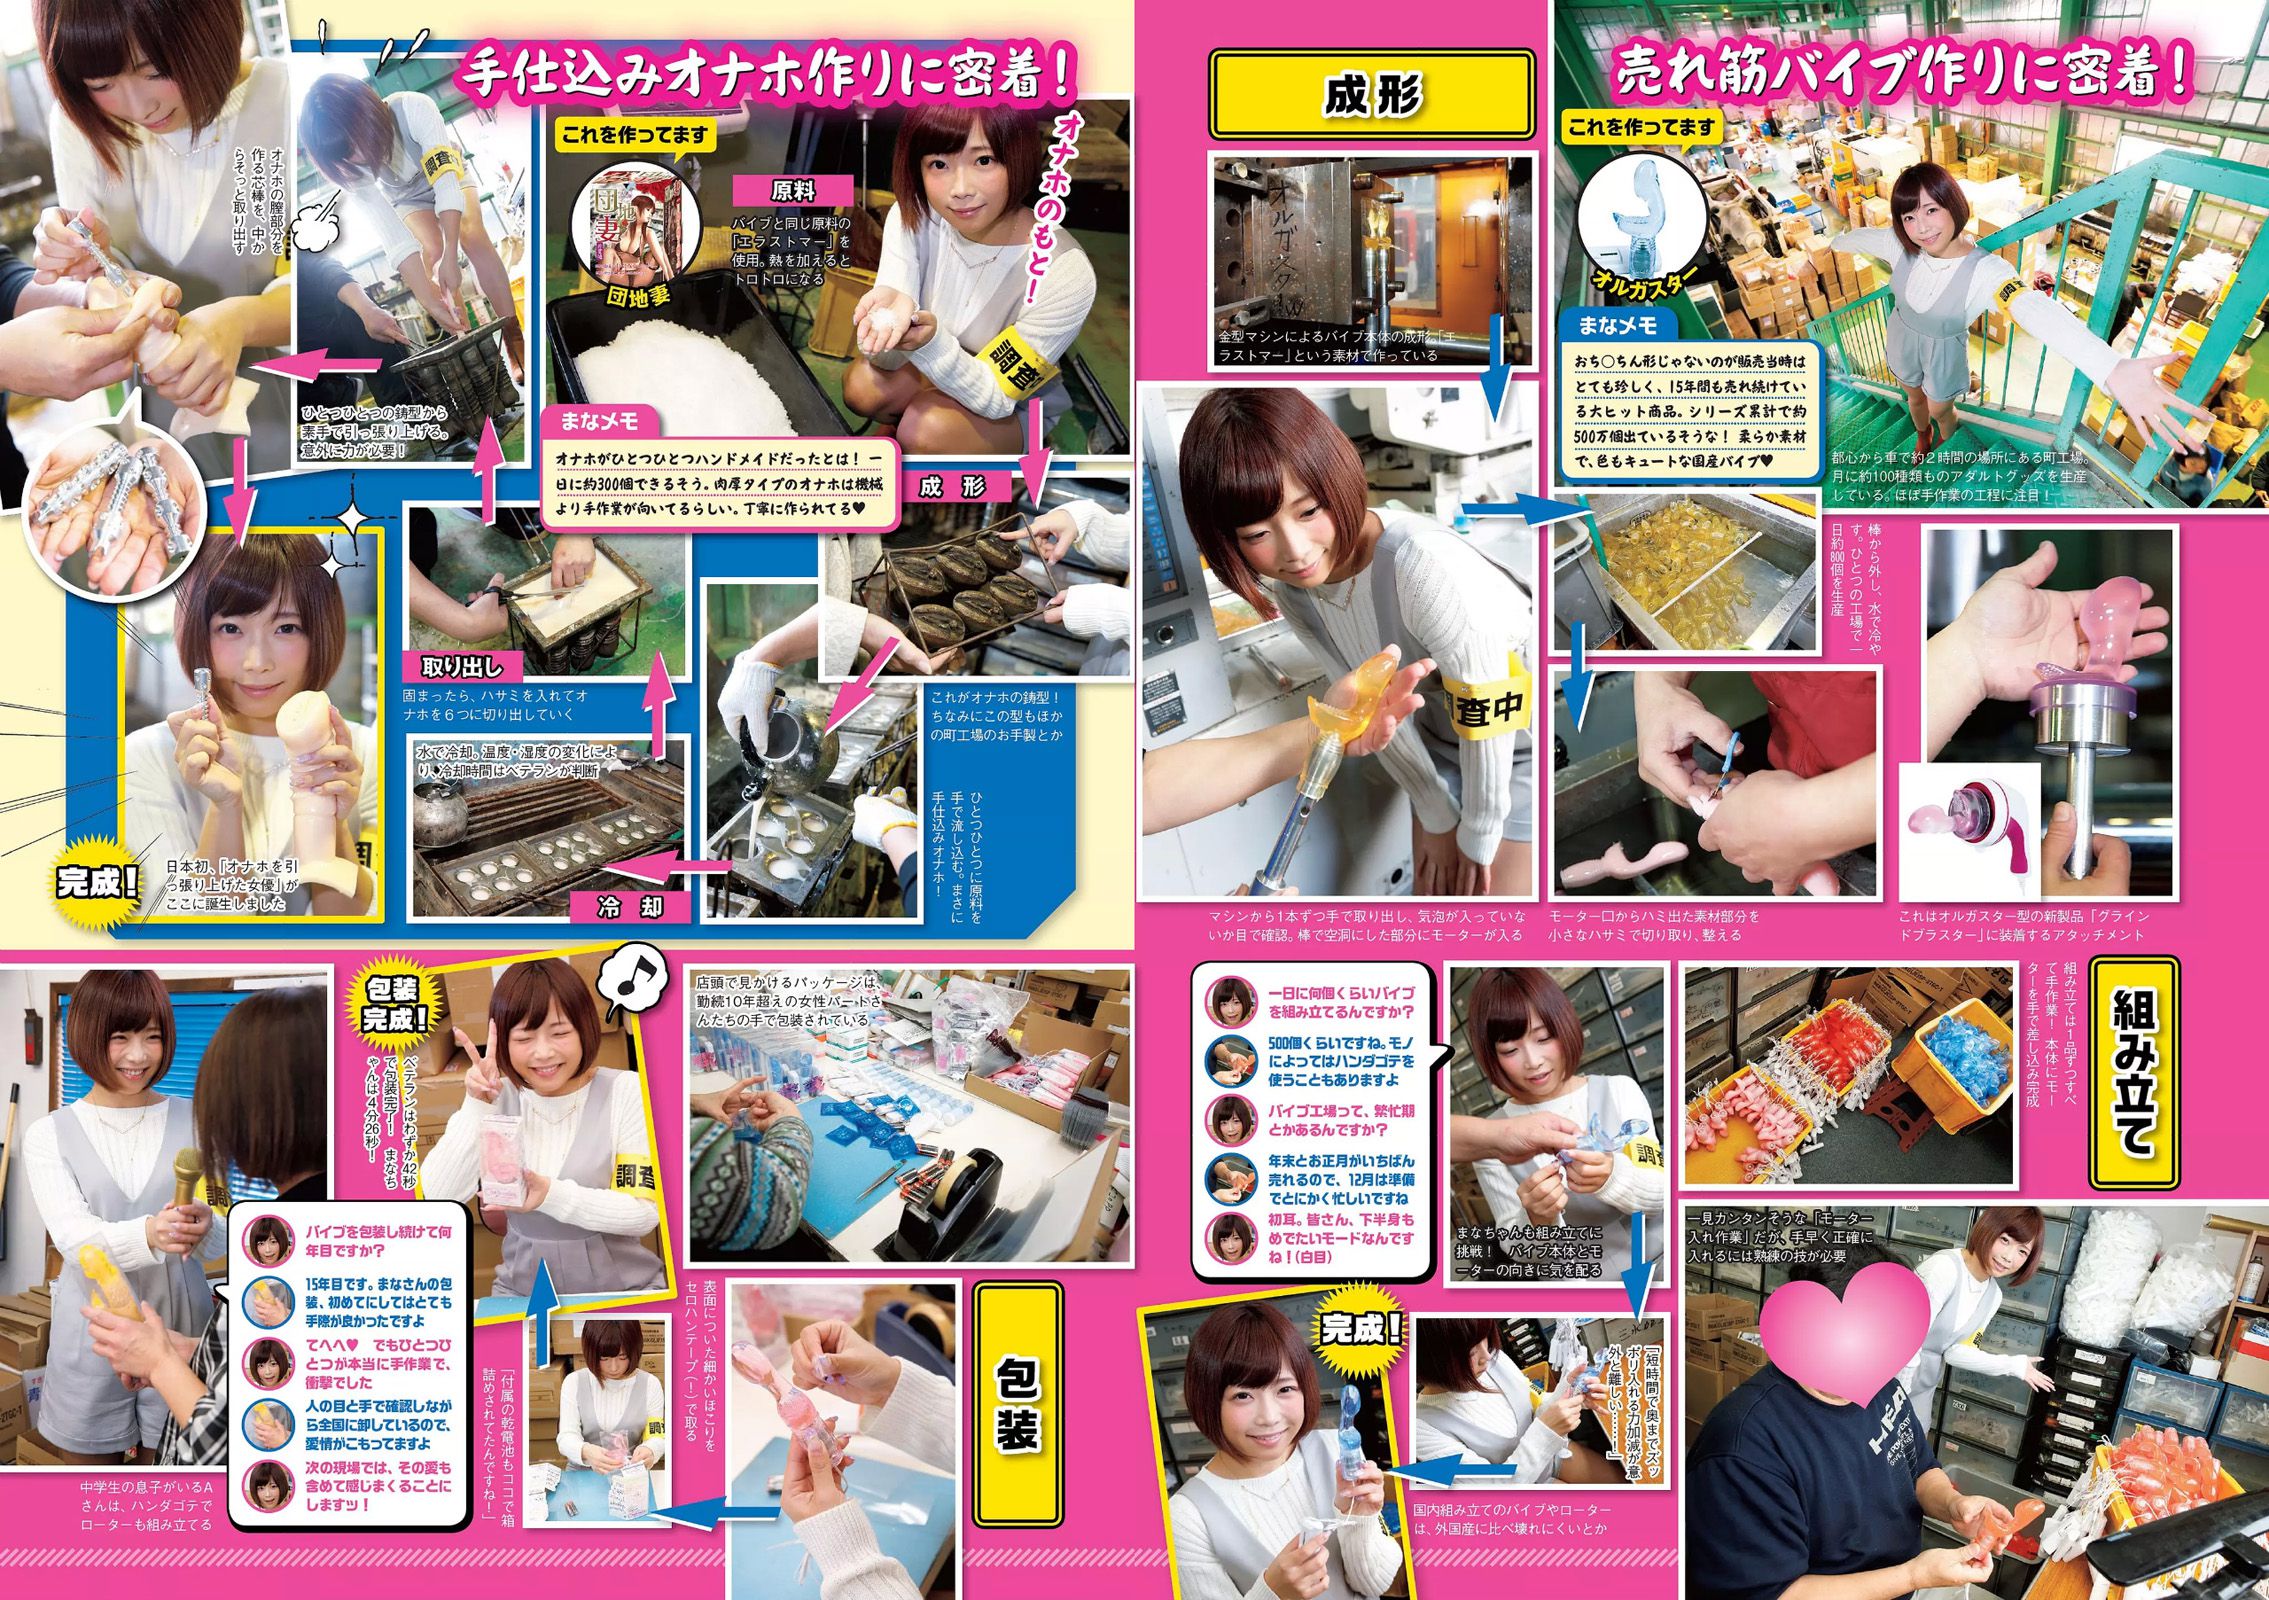 売れ筋バイブ作りに密着！
これを作ってます
オルガスター
まなメモ
おち○ちん形じゃないのが販売当時は
とても珍しく、15年間も売れ続けてい
る大ヒット商品。シリーズ累計で約
500万個出ているそうな！ 柔らか素材
で、色もキュートな国産バイブ♥
都心から車で約２時間の場所にある町工場。
月に約100種類ものアダルトグッズを生産
している。ほぼ手作業の工程に注目！
成形
オルガスター
金型マシンによるバイブ本体の成形。「エ
ラストマー」という素材で作っている
調査中
マシンから1本ずつ手で取り出し、気泡が入っていな
いか目で確認。棒で空洞にした部分にモーターが入る
棒から外し、水で冷や
す。ひとつの工場で一
日約800個を生産
モーター口からハミ出た素材部分を
小さなハサミで切り取り、整える
これはオルガスター型の新製品「グライン
ドブラスター」に装着するアタッチメント
組み立て
組み立ては１品ずつすべ
て手作業！ 本体にモー
ターを手で差し込み完成
一見カンタンそうな「モーター
入れ作業」だが、手早く正確に
入れるには熟練の技が必要
一日に何個くらいバイブ
を組み立てるんですか？
500個くらいですね。モノ
によってはハンダゴテを
使うこともありますよ
バイブ工場って、繁忙期
とかあるんですか？
年末とお正月がいちばん
売れるので、12月は準備
でとにかく忙しいですね
初耳。皆さん、下半身も
めでたいモードなんです
ね！（白目）
まなちゃんも組み立てに
挑戦！ バイブ本体とモ
ーターの向きに気を配る
「短時間で奥までズッ
ポリ入れる力加減が意
外と難しい……！」
完成！
国内組み立てのバイブやローター
は、外国産に比べ壊れにくいとか
手仕込みオナホ作りに密着！
オナホのもと！
これを作ってます
団地妻
団地妻
原料
バイブと同じ原料の
「エラストマー」を
使用。熱を加えると
トロトロになる
調査
まなメモ
オナホがひとつひとつハンドメイドだったとは！ 一
日に約300個できるそう。肉厚タイプのオナホは機械
より手作業が向いてるらしい。丁寧に作られてる♥
成形
これがオナホの鋳型！
ちなみにこの型もほか
の町工場のお手製とか
ひとつひとつに原料を
手で流し込む。まさに
手仕込みオナホ！
冷却
水で冷却。温度・湿度の変化によ
り、冷却時間はベテランが判断
取り出し
固まったら、ハサミを入れてオ
ナホを６つに切り出していく
ひとつひとつの鋳型から
素手で引っ張り上げる。
意外に力が必要！
オナホの膣部分を
作る芯棒を、中か
らそっと取り出す
完成！
日本初、「オナホを引
っ張り上げた女優」が
ここに誕生しました
包装
表面についた細かいほこりを
セロハンテープ（！）で取る
店頭で見かけるパッケージは、
勤続10年超えの女性パートさ
んたちの手で包装されている
「付属の乾電池もココで箱
詰めされてたんですね！」
包装
完成！
ベテランはわずか42秒
で包装完了！ まなち
ゃんは４分26秒！
バイブを包装し続けて何
年目ですか？
15年目です。まなさんの包
装、初めてにしてはとても
手際が良かったですよ
てへへ♥ でもひとつひ
とつが本当に手作業で、
衝撃でした
人の目と手で確認しなが
ら全国に卸しているので、
愛情がこもってますよ
次の現場では、その愛も
含めて感じまくることに
しますッ！
中学生の息子がいるA
さんは、ハンダゴテで
ローターも組み立てる